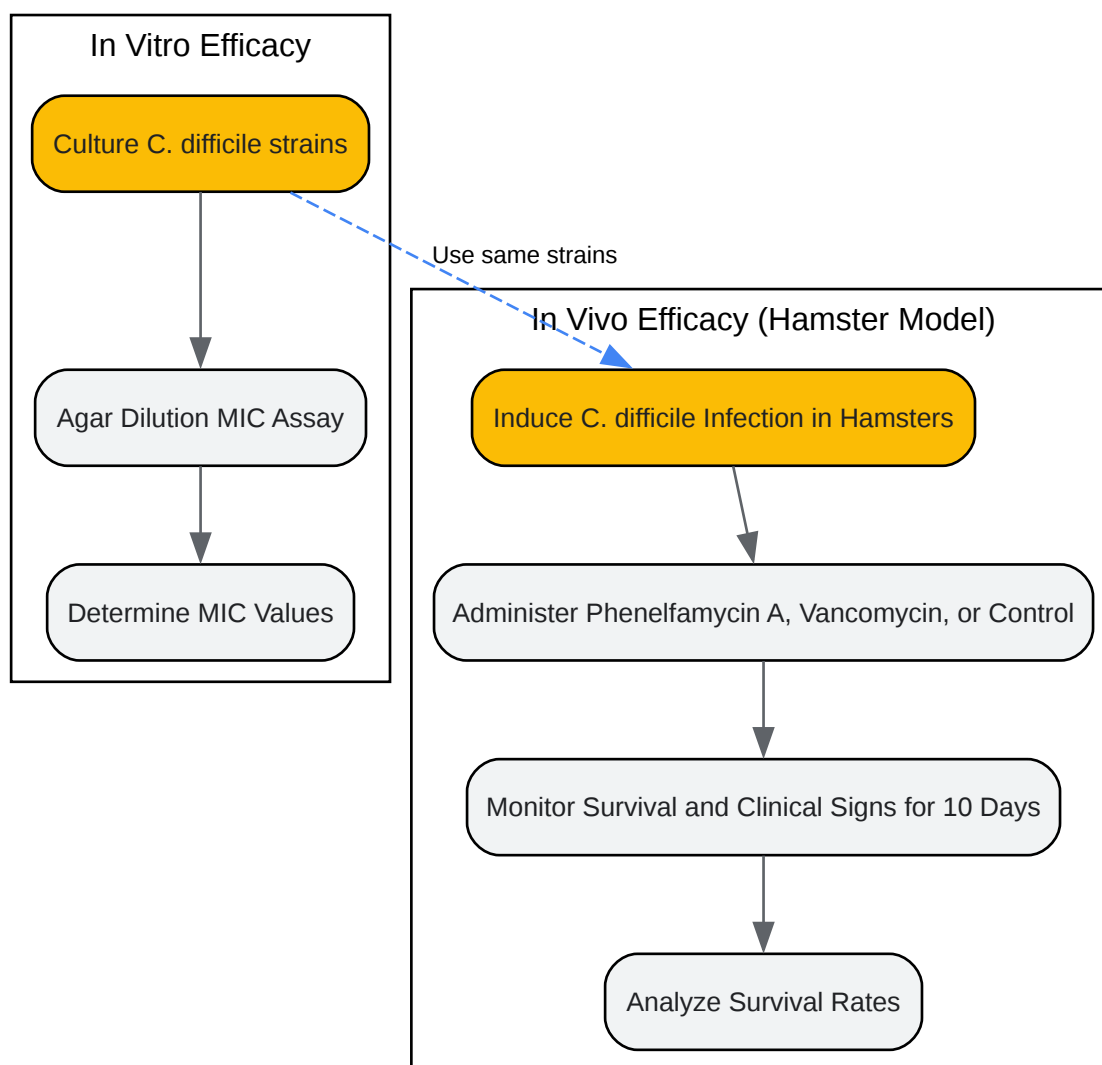 In Vitro Efficacy
Culture C. difficile strains
Use same strains
In Vivo Efficacy (Hamster Model)
Agar Dilution MIC Assay
Induce C. difficile Infection in Hamsters
Determine MIC Values
Administer Phenelfamycin A, Vancomycin, or Control
Monitor Survival and Clinical Signs for 10 Days
Analyze Survival Rates